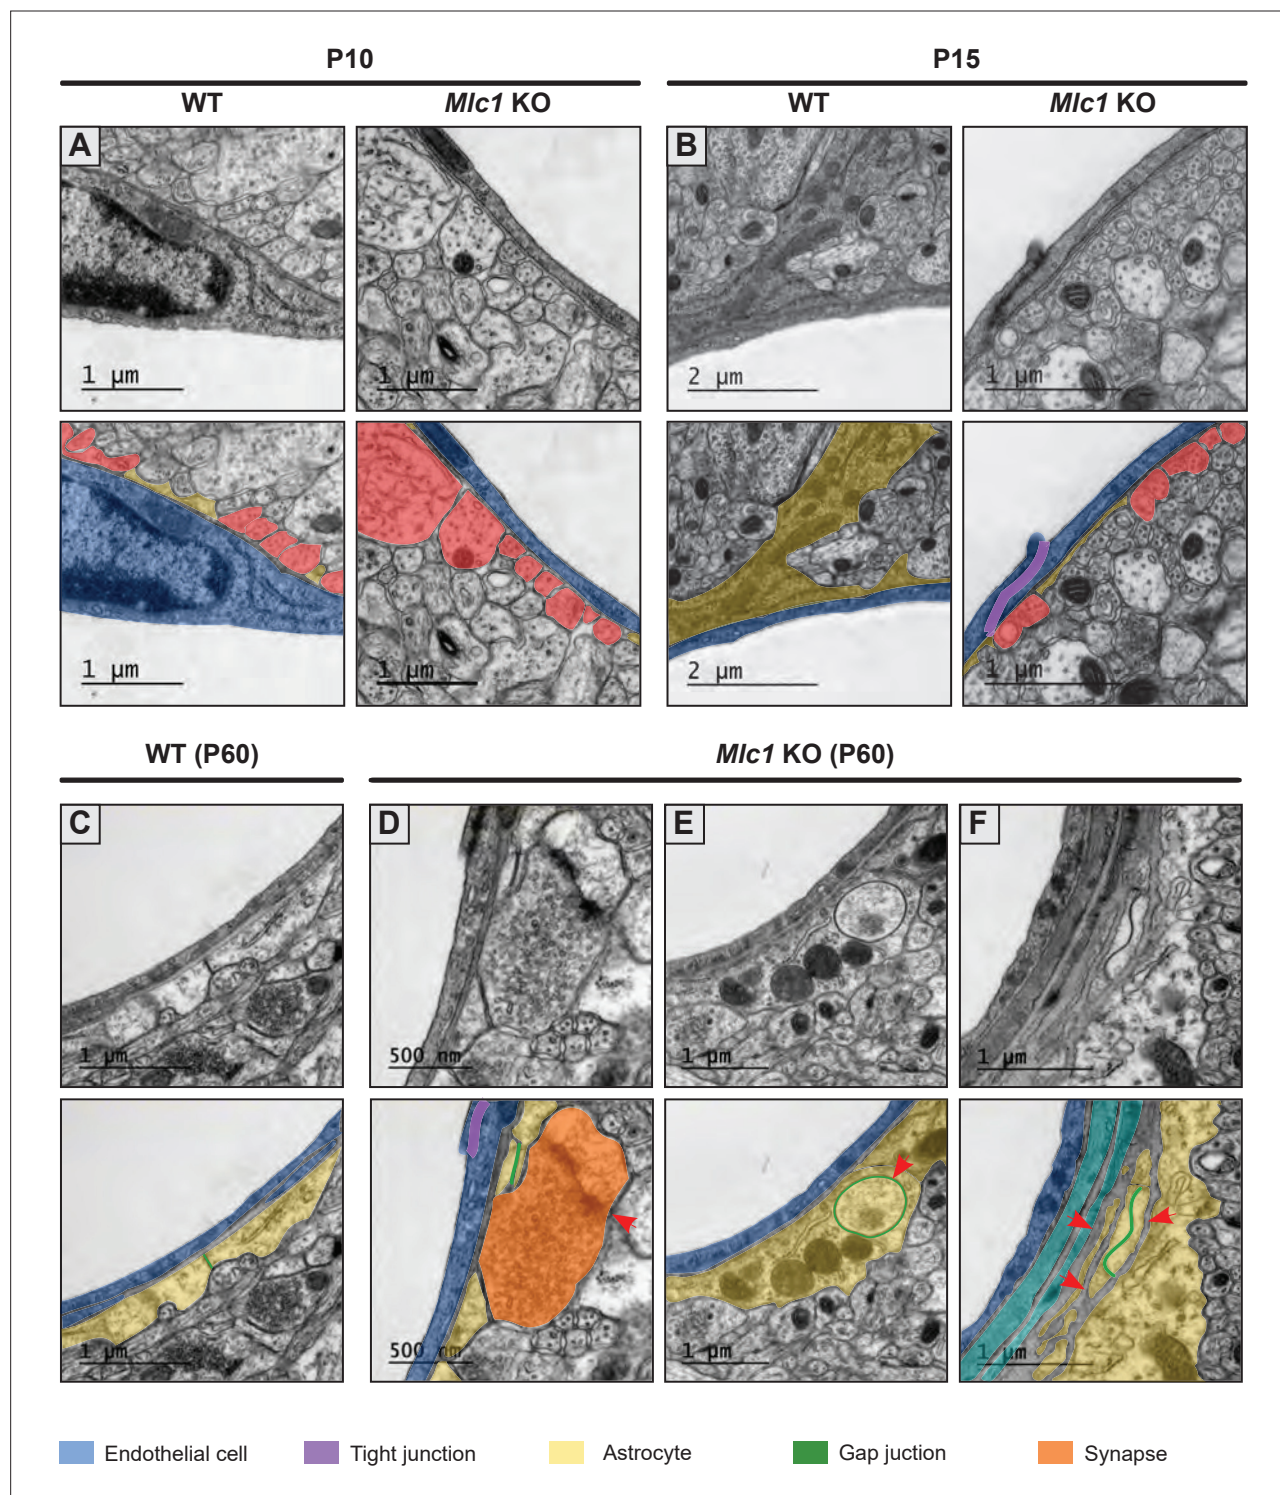 P10
P15
WT
Mlc1 KO
WT
Mlc1 KO
A
B
1 µm
1 µm
2 µm
1 µm
1 µm
1 µm
2 µm
1 µm
WT (P60)
Mlc1 KO (P60)
C
D
E
F
1 µm
500 nm
1 µm
1 µm
1 µm
500 nm
1 µm
1 µm
Endothelial cell
Tight junction
Astrocyte
Gap juction
Synapse